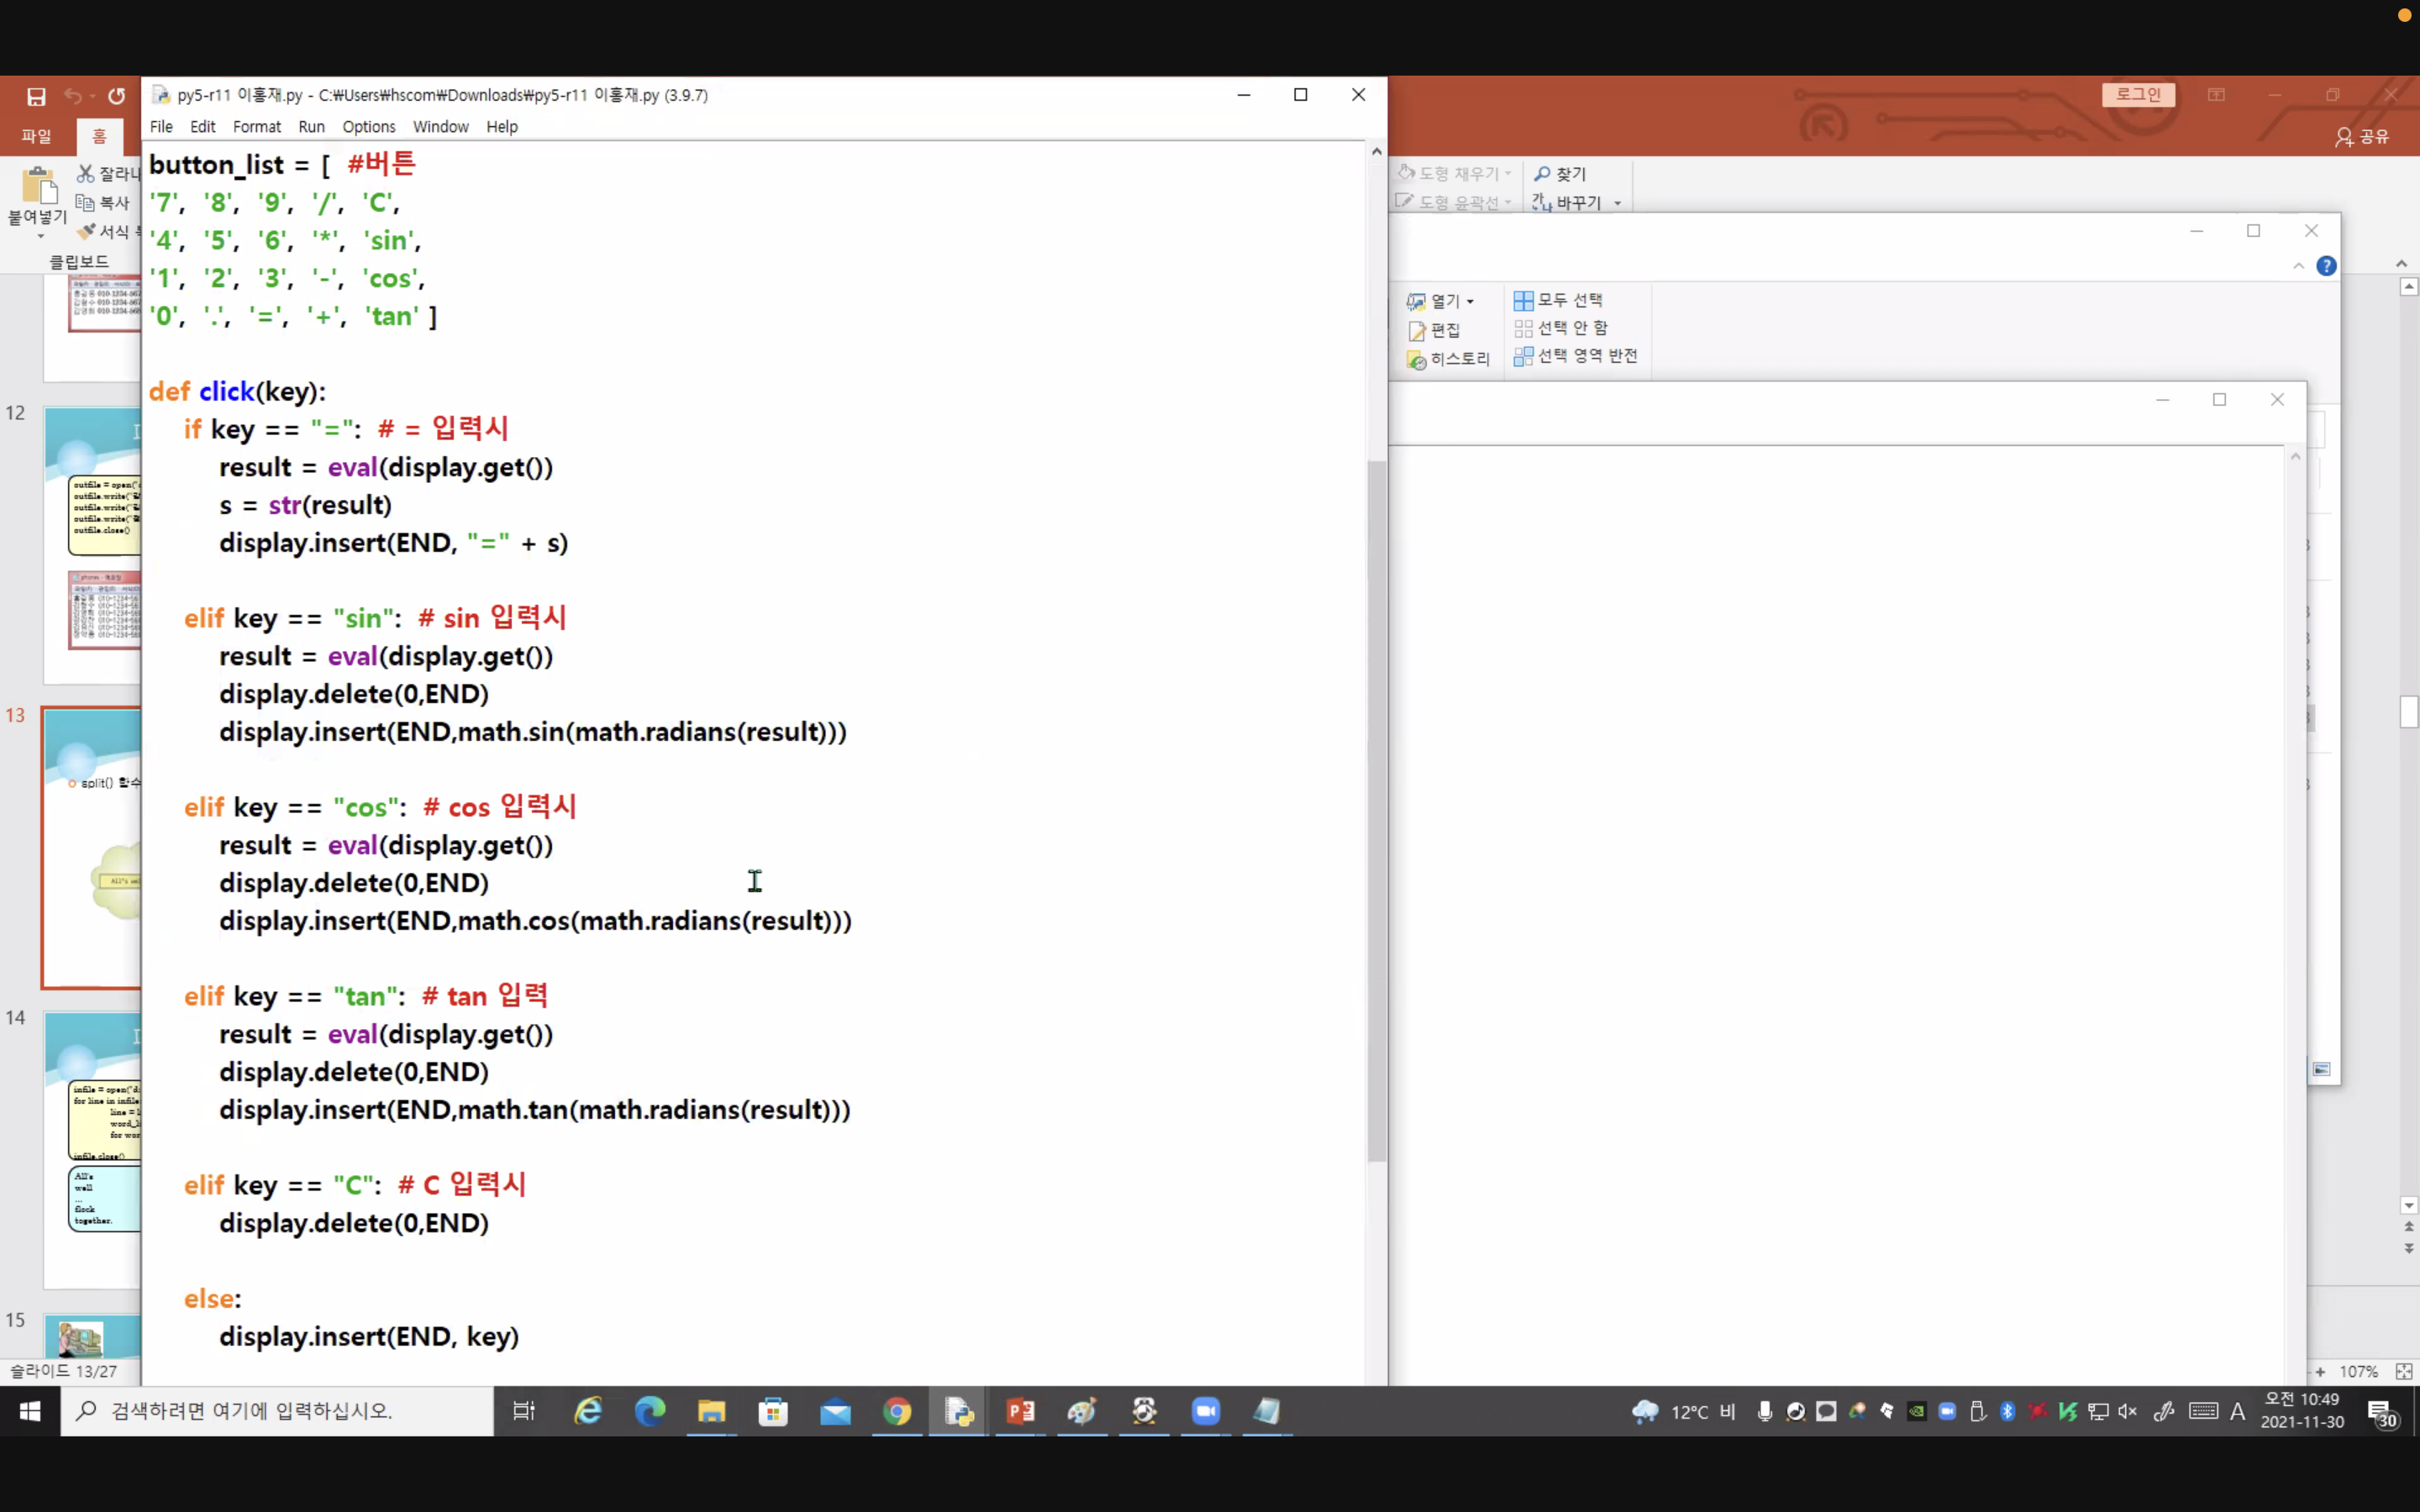 로그인
파일
홈
공유
붙여넣기
복사
클립보드
도형 채우기
도형 윤곽선
찾기
바꾸기
열기
편집
히스토리
모두 선택
선택 안 함
선택 영역 반전
py5-r11 이홍재.py - C:₩Users₩hscom₩Downloads₩py5-r11 이홍재.py (3.9.7)
File Edit Format Run Options Window Help
button_list = [ #버튼
'7', '8', '9', '/', 'C',
'4', '5', '6', '*', 'sin',
'1', '2', '3', '-', 'cos',
'0', '.', '=', '+', 'tan' ]
def click(key):
if key == "=": # = 입력시
result = eval(display.get())
s = str(result)
display.insert(END, "=" + s)
elif key == "sin": # sin 입력시
result = eval(display.get())
display.delete(0,END)
display.insert(END,math.sin(math.radians(result)))
elif key == "cos": # cos 입력시
result = eval(display.get())
display.delete(0,END)
display.insert(END,math.cos(math.radians(result)))
elif key == "tan": # tan 입력
result = eval(display.get())
display.delete(0,END)
display.insert(END,math.tan(math.radians(result)))
elif key == "C": # C 입력시
display.delete(0,END)
else:
display.insert(END, key)
12
outfile.close()
13
split() 함수
14
for line in infile
infile.close()
All's
well
...
flock
together.
15
슬라이드 13/27
107%
검색하려면 여기에 입력하십시오.
12°C 비
A
오전 10:49
2021-11-30
30